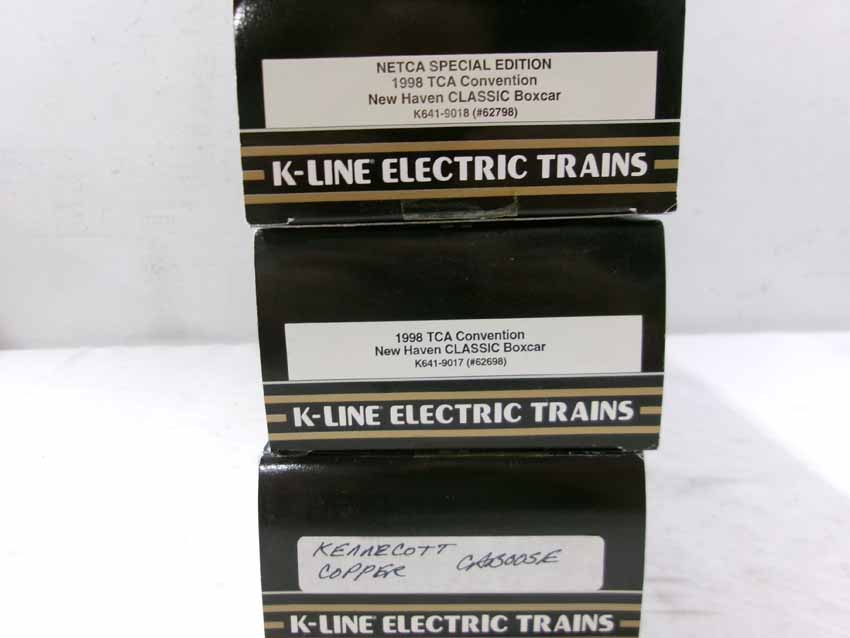 NETCA SPECIAL EDITION
1998 TCA Convention
New Haven CLASSIC Boxcar
K641-9018 (#62798)
K-LINE® ELECTRIC TRAINS
1998 TCA Convention
New Haven CLASSIC Boxcar
K641-9017 (#62698)
K-LINE® ELECTRIC TRAINS
KENNECOTT
COPPER CABOOSE
K-LINE® ELECTRIC TRAINS